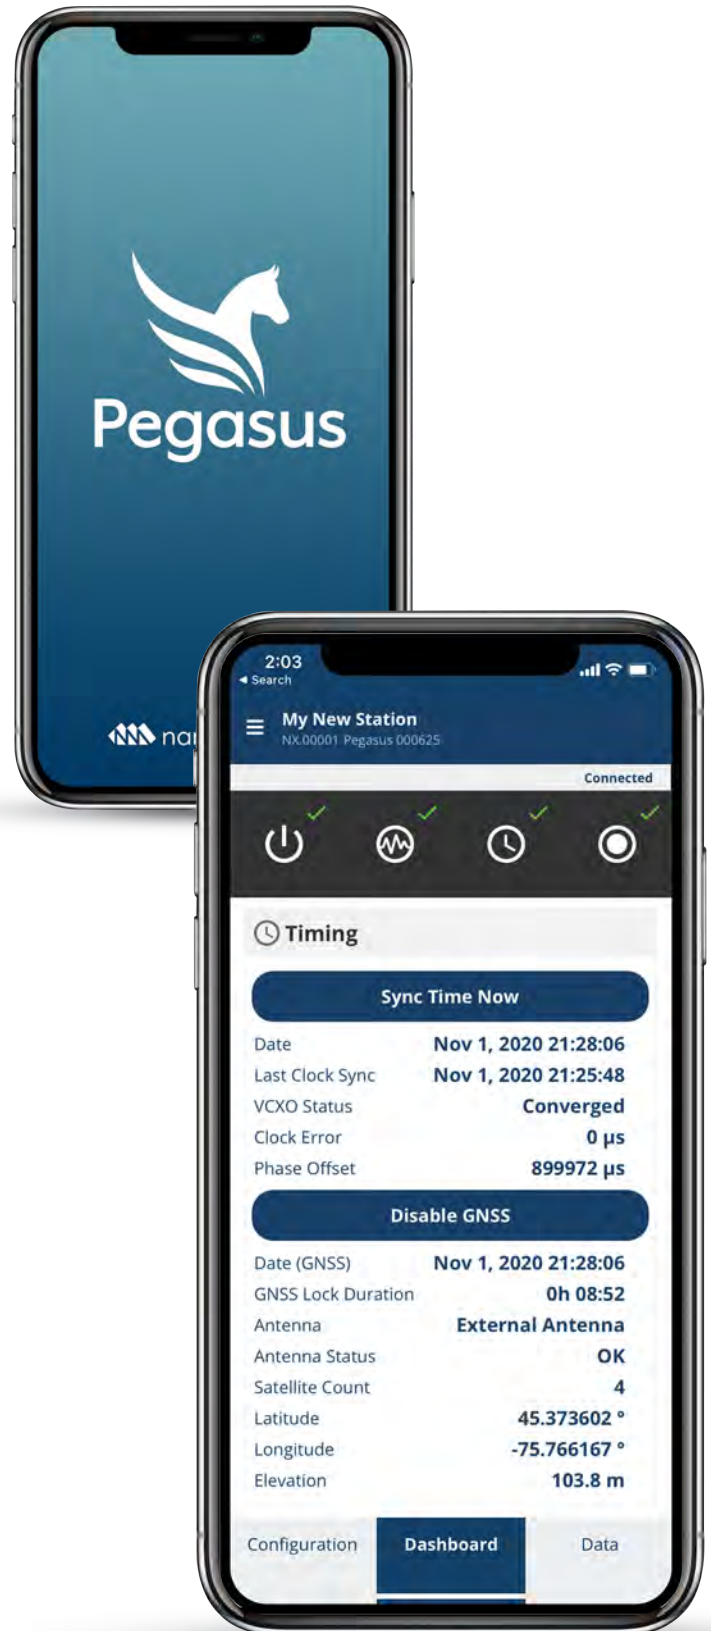 Pegasus
2:03
Search
My New Station
NX.00001 Pegasus 000625
Connected
Timing
Sync Time Now
Date Nov 1, 2020 21:28:06
Last Clock Sync Nov 1, 2020 21:25:48
VCXO Status Converged
Clock Error 0 µs
Phase Offset 899972 µs
Disable GNSS
Date (GNSS) Nov 1, 2020 21:28:06
GNSS Lock Duration 0h 08:52
Antenna External Antenna
Antenna Status OK
Satellite Count 4
Latitude 45.373602 °
Longitude -75.766167 °
Elevation 103.8 m
Configuration Dashboard Data